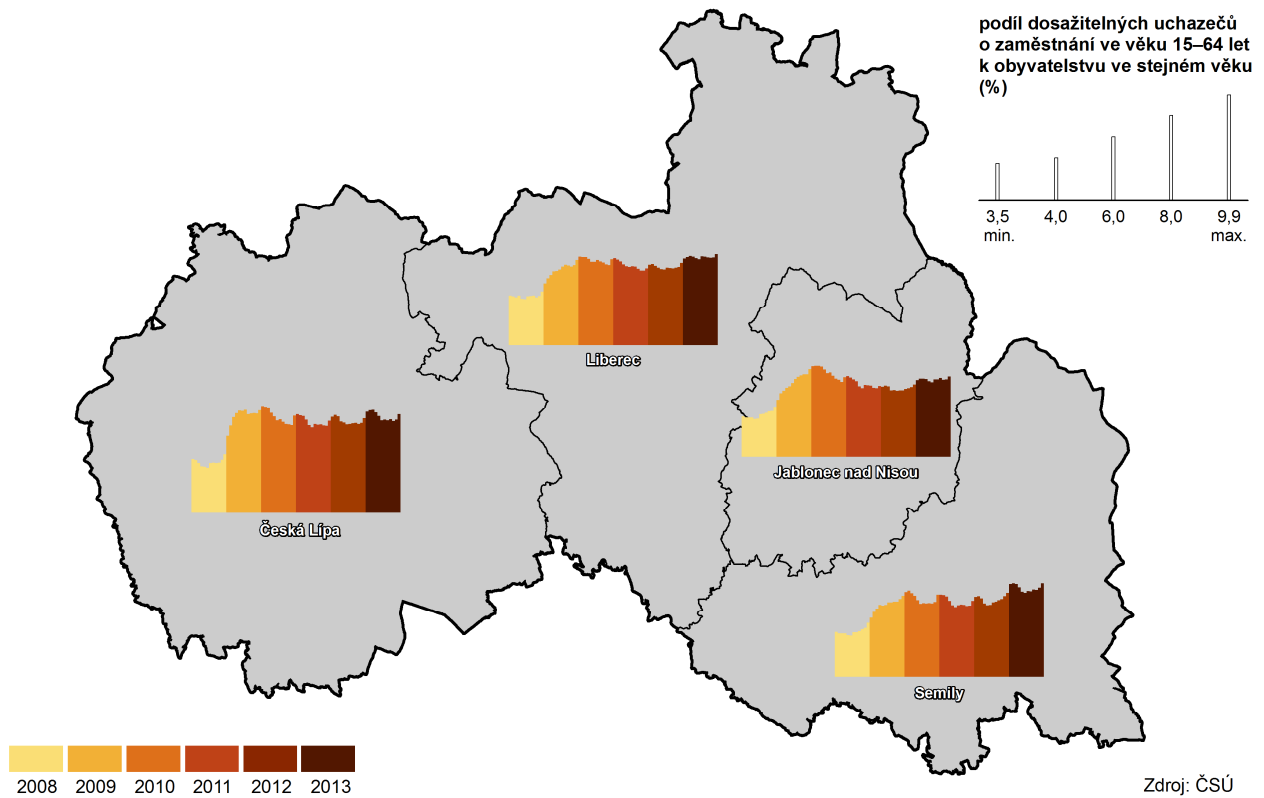 podíl dosažitelných uchazečů
o zaměstnání ve věku 15–64 let
k obyvatelstvu ve stejném věku
(%)
3,5 4,0 6,0 8,0 9,9
min. max.
Liberec
Jablonec nad Nisou
Česká Lípa
Semily
2008 2009 2010 2011 2012 2013
Zdroj: ČSÚ